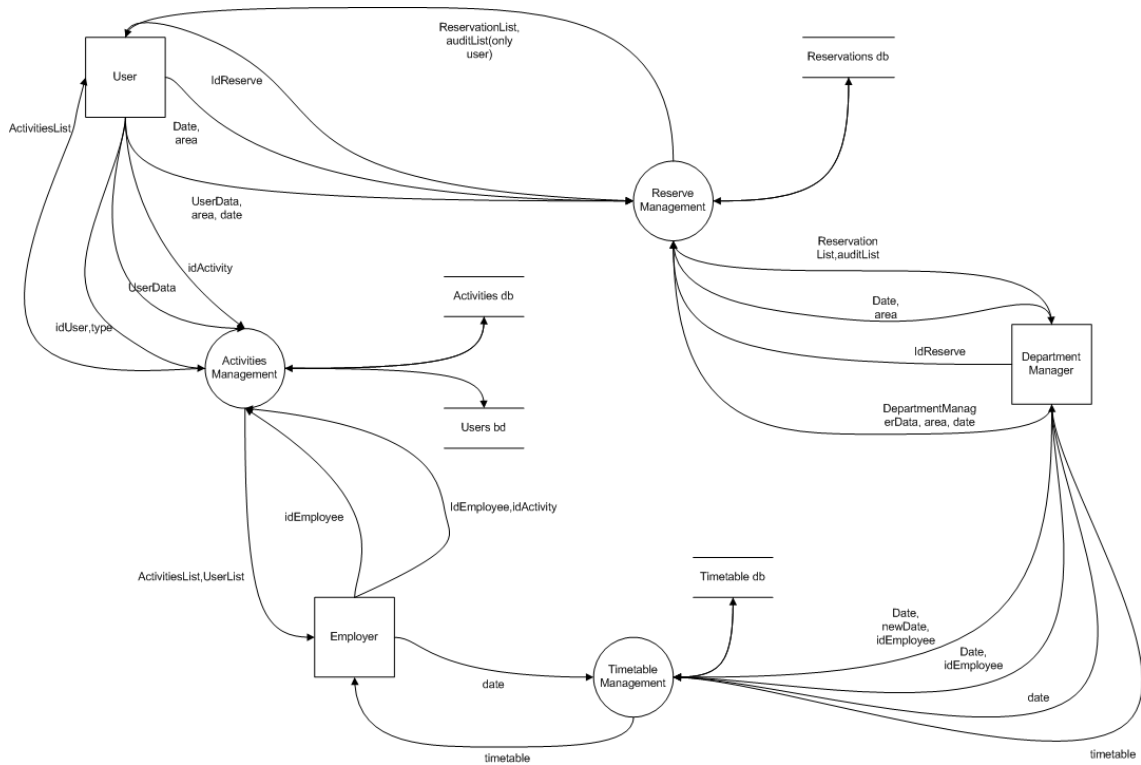 ReservationList,
auditList(only
user)
Reservations db
User
IdReserve
ActivitiesList
Date,
area
UserData,
area, date
Reserve
Management
Reservation
List,auditList
idActivity
UserData
Activities db
Date,
area
idUser,type
Activities
Management
IdReserve
Department
Manager
Users bd
DepartmentManag
erData, area, date
idEmployee
IdEmployee,idActivity
ActivitiesList,UserList
Timetable db
Employer
Date,
newDate,
idEmployee
Date,
idEmployee
Timetable
Management
date
date
timetable
timetable